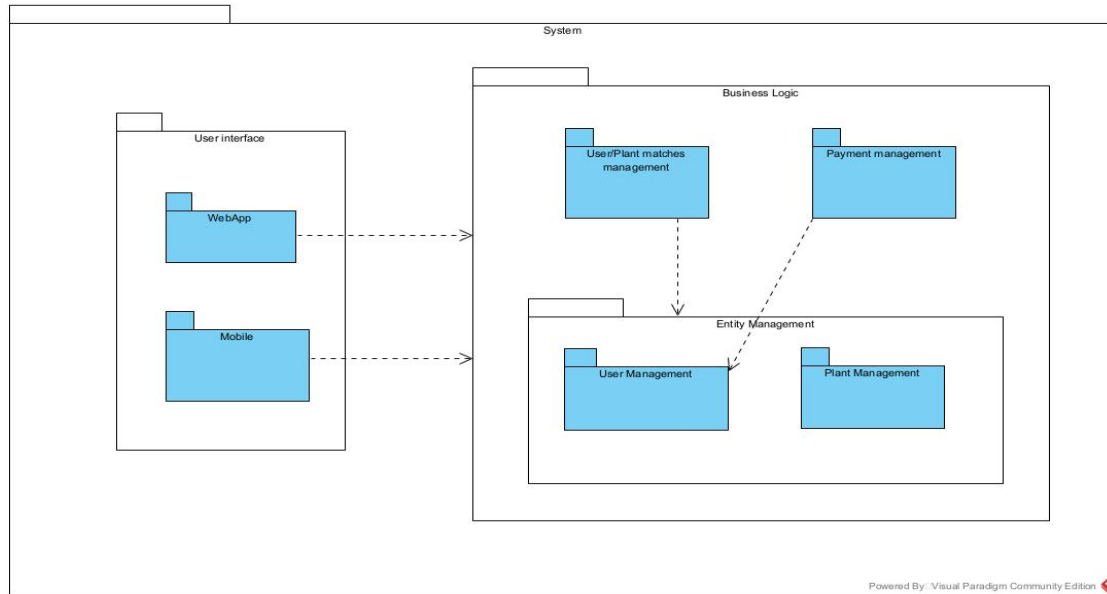 System
Business Logic
User interface
User/Plant matches
management
Payment management
WebApp
Mobile
Entity Management
User Management
Plant Management
Powered By Visual Paradigm Community Edition